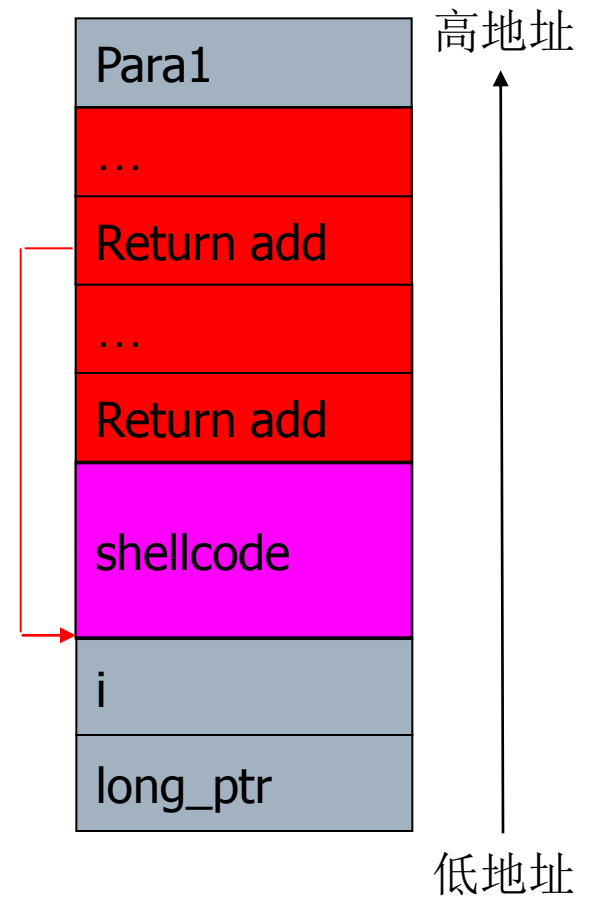 高地址
Para1
…
Return add
…
Return add
shellcode
i
long_ptr
低地址